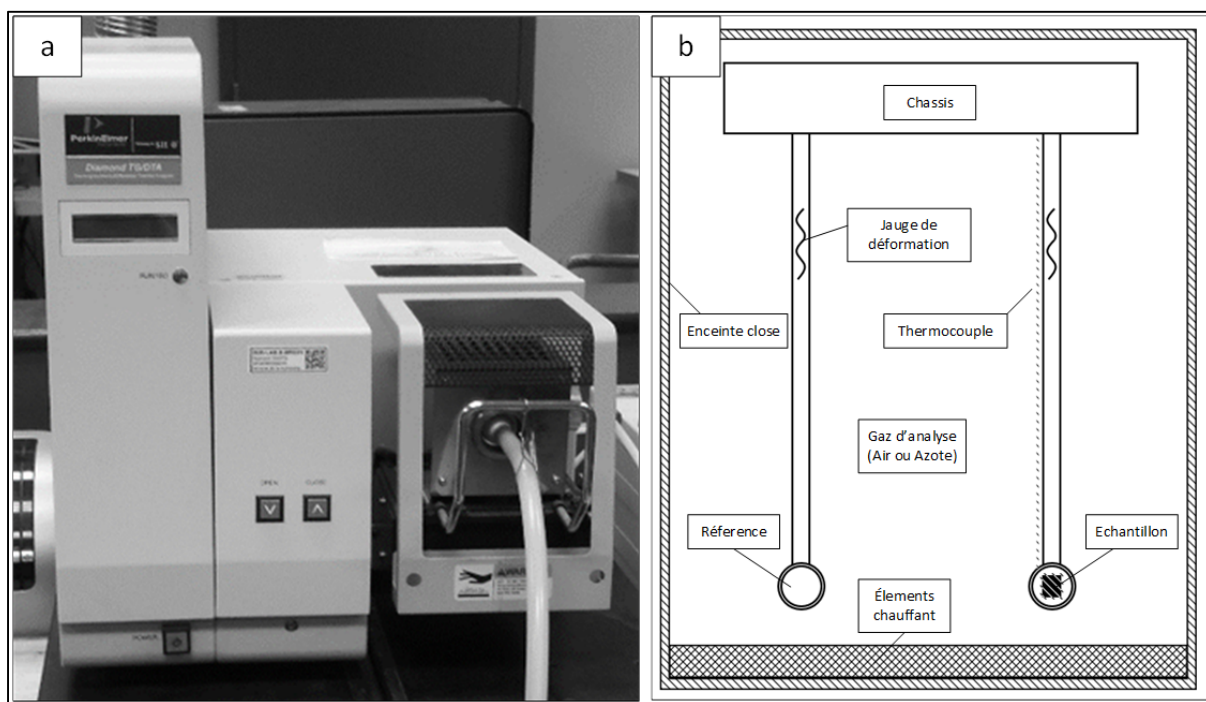 a
PerkinElmer
Diamond TG/DTA
OPEN
CLOSE
POWER
b
Chassis
Jauge de
déformation
Enceinte close
Thermocouple
Gaz d'analyse
(Air ou Azote)
Réference
Echantillon
Élements
chauffant